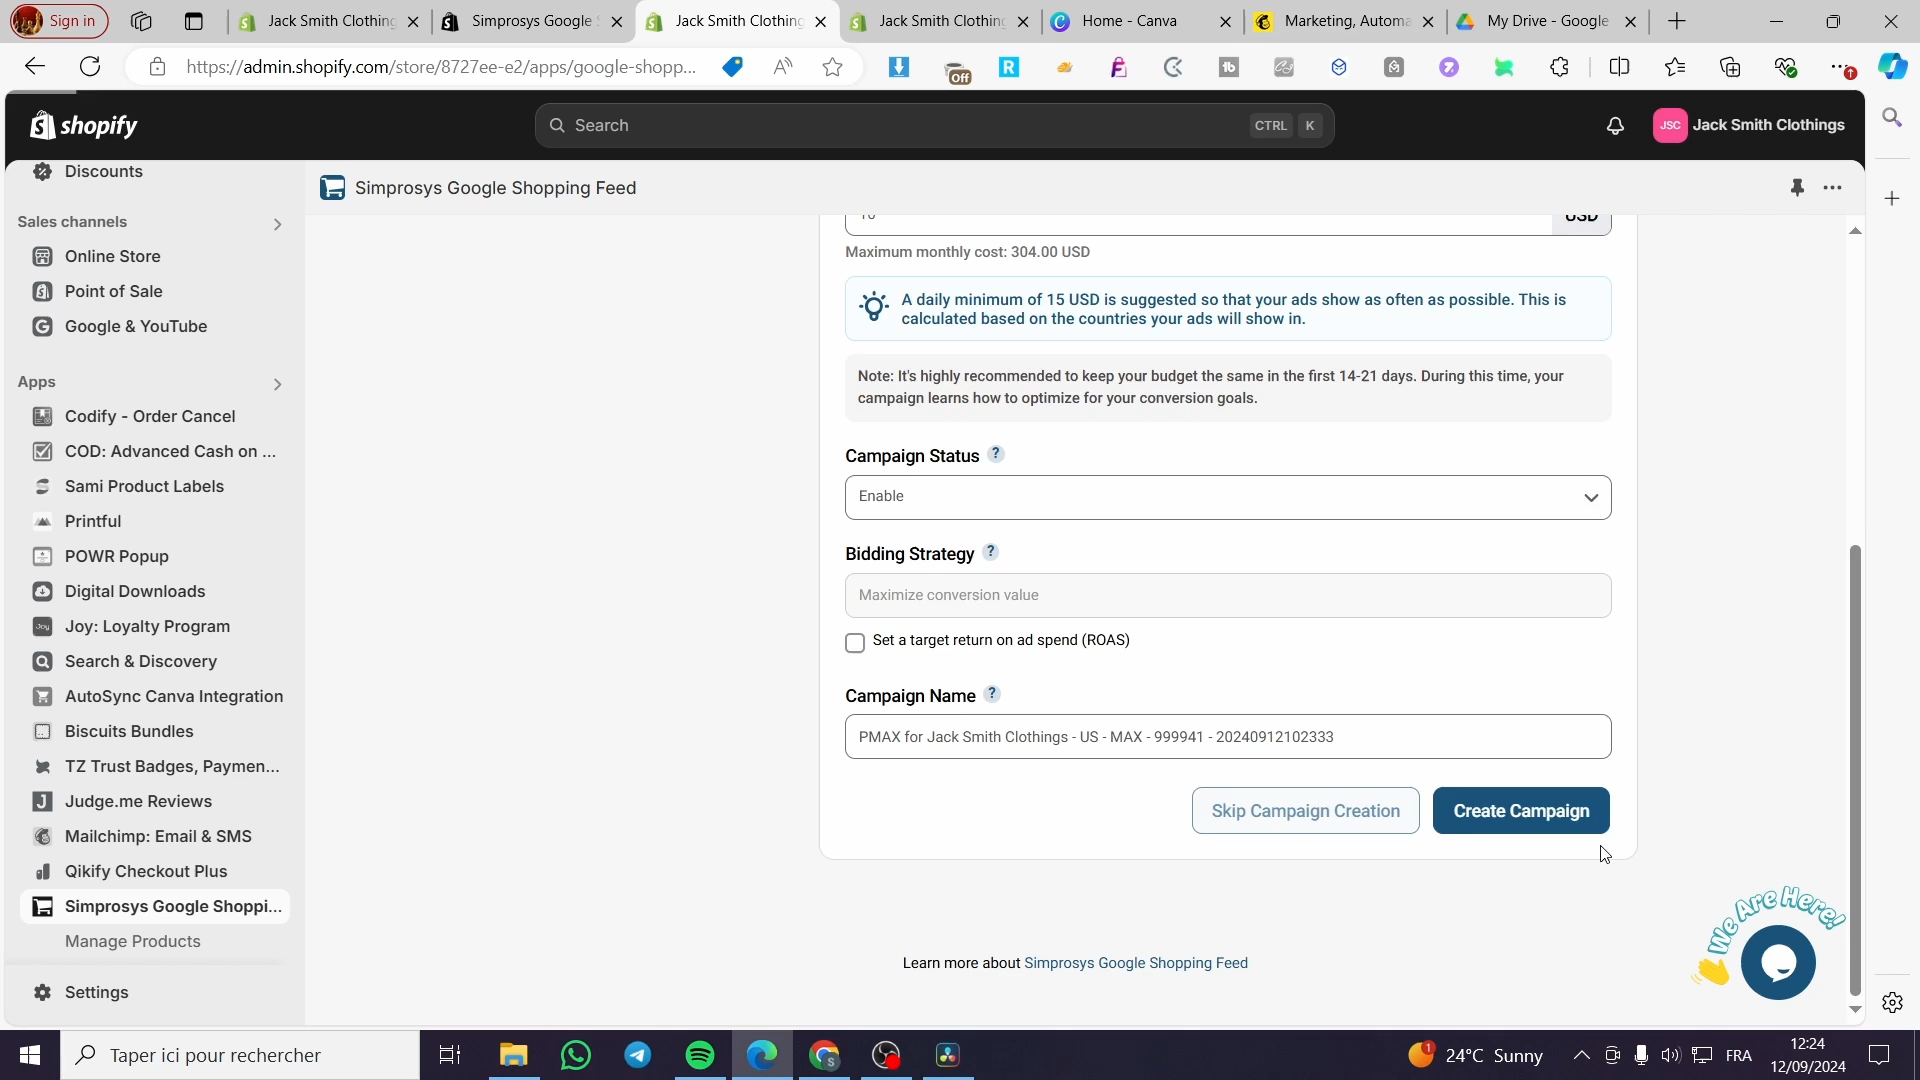 Sign in
Jack Smith Clothing
Simprosys Google S
Jack Smith Clothing
Jack Smith Clothing
Home - Canva
Marketing, Automa
My Drive - Google
https://admin.shopify.com/store/8727ee-e2/apps/google-shopp...
Off
shopify
Search
CTRL K
JSC
Jack Smith Clothings
Discounts
Sales channels
Online Store
Point of Sale
Google & YouTube
Apps
Codify - Order Cancel
COD: Advanced Cash on ...
Sami Product Labels
Printful
POWR Popup
Digital Downloads
Joy: Loyalty Program
Search & Discovery
AutoSync Canva Integration
Biscuits Bundles
TZ Trust Badges, Paymen...
Judge.me Reviews
Mailchimp: Email & SMS
Qikify Checkout Plus
Simprosys Google Shoppi...
Manage Products
Settings
Simprosys Google Shopping Feed
USD
Maximum monthly cost: 304.00 USD
A daily minimum of 15 USD is suggested so that your ads show as often as possible. This is
calculated based on the countries your ads will show in.
Note: It's highly recommended to keep your budget the same in the first 14-21 days. During this time, your
campaign learns how to optimize for your conversion goals.
Campaign Status ?
Enable
Bidding Strategy ?
Maximize conversion value
Set a target return on ad spend (ROAS)
Campaign Name ?
PMAX for Jack Smith Clothings - US - MAX - 999941 - 20240912102333
Skip Campaign Creation
Create Campaign
We Are Here!
Learn more about Simprosys Google Shopping Feed
Taper ici pour rechercher
1
24°C Sunny
FRA
12:24
12/09/2024